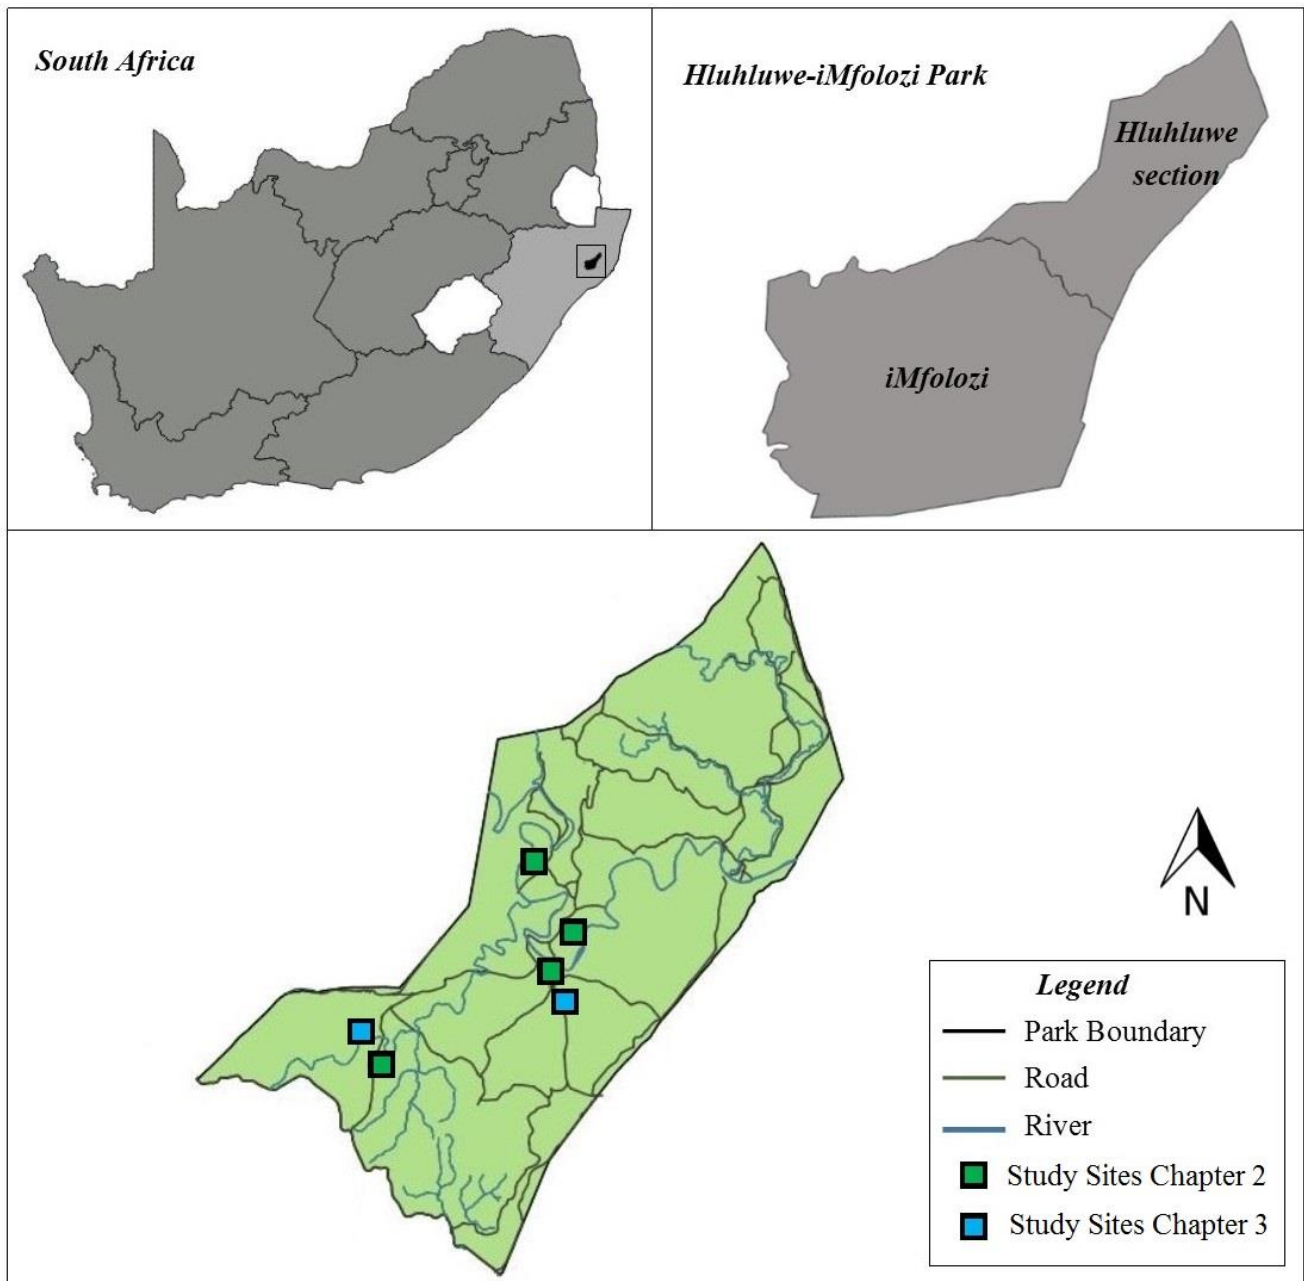 South Africa
Hluhluwe-iMfolozi Park
Hluhluwe
section
iMfolozi
N
Legend
Park Boundary
Road
River
Study Sites Chapter 2
Study Sites Chapter 3